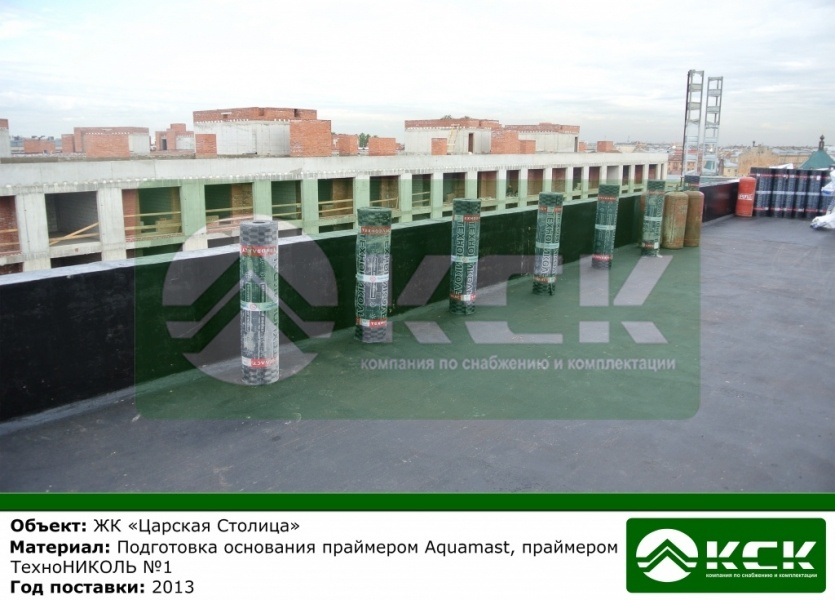 КСК
компания по снабжению и комплектации
Объект: ЖК «Царская Столица»
Материал: Подготовка основания праймером Aquamast, праймером
ТехноНИКОЛЬ №1
Год поставки: 2013
КСК
компания по снабжению и комплектации